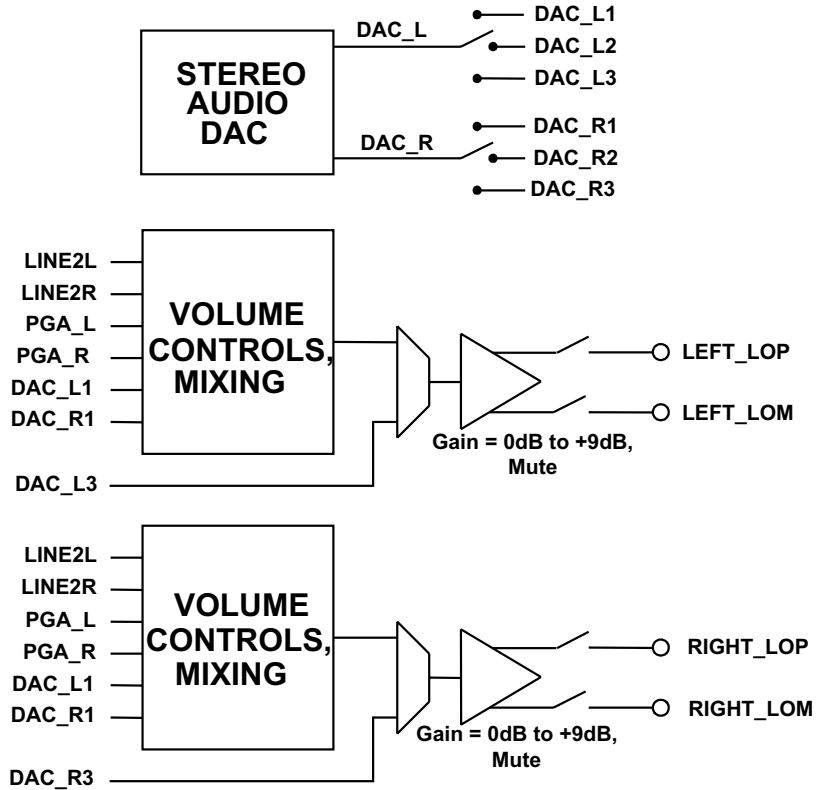 DAC_L
DAC_L1
DAC_L2
DAC_L3
STEREO
AUDIO
DAC
DAC_R
DAC_R1
DAC_R2
DAC_R3
LINE2L
LINE2R
PGA_L
PGA_R
DAC_L1
DAC_R1
DAC_L3
VOLUME
CONTROLS,
MIXING
Gain = 0dB to +9dB,
Mute
LEFT_LOP
LEFT_LOM
LINE2L
LINE2R
PGA_L
PGA_R
DAC_L1
DAC_R1
DAC_R3
VOLUME
CONTROLS,
MIXING
Gain = 0dB to +9dB,
Mute
RIGHT_LOP
RIGHT_LOM